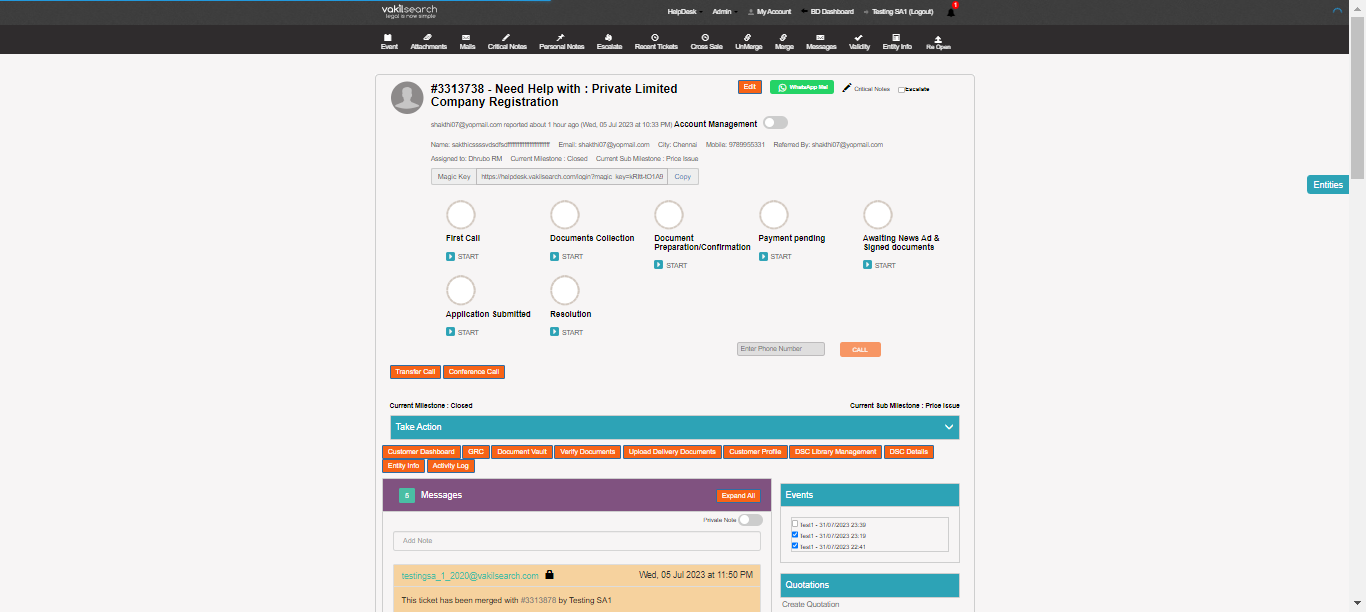 vakilsearch
legal is now simple
HelpDesk Admin My Account BD Dashboard Testing SA1 (Logout) 1
Event Attachments Mails Critical Notes Personal Notes Escalate Recent Tickets Cross Sale UnMerge Merge Messages Validity Entity Info Re Open
#3313738 - Need Help with : Private Limited
Company Registration
Edit WhatsApp Me! Critical Notes Escalate
shakthi07@yopmail.com reported about 1 hour ago (Wed, 05 Jul 2023 at 10:33 PM) Account Management
Email: shakthi07@yopmail.com City: Chennai Mobile: 9789955331 Referred By: shakthi07@yopmail.com
Assigned to: Dhrubo RM Current Milestone : Closed Current Sub Milestone : Price Issue
Magic Key Copy
Entities
First Call Documents Collection Document Payment pending Awaiting News Ad &
Preparation/Confirmation Signed documents
START START START
START START
Application Submitted Resolution
START START
Enter Phone Number CALL
Transfer Call Conference Call
Current Milestone : Closed Current Sub Milestone : Price Issue
Take Action
Customer Dashboard GRC Document Vault Verify Documents Upload Delivery Documents Customer Profile DSC Library Management DSC Details
Entity Info Activity Log
5 Messages Expand All
Events
Private Note
Test1 - 31/07/2023 23:39
Test1 - 31/07/2023 23:19
Test1 - 31/07/2023 22:41
Add Note
testingsa_1_2020@vakilsearch.com Wed, 05 Jul 2023 at 11:50 PM
Quotations
This ticket has been merged with #3313878 by Testing SA1
Create Quotation